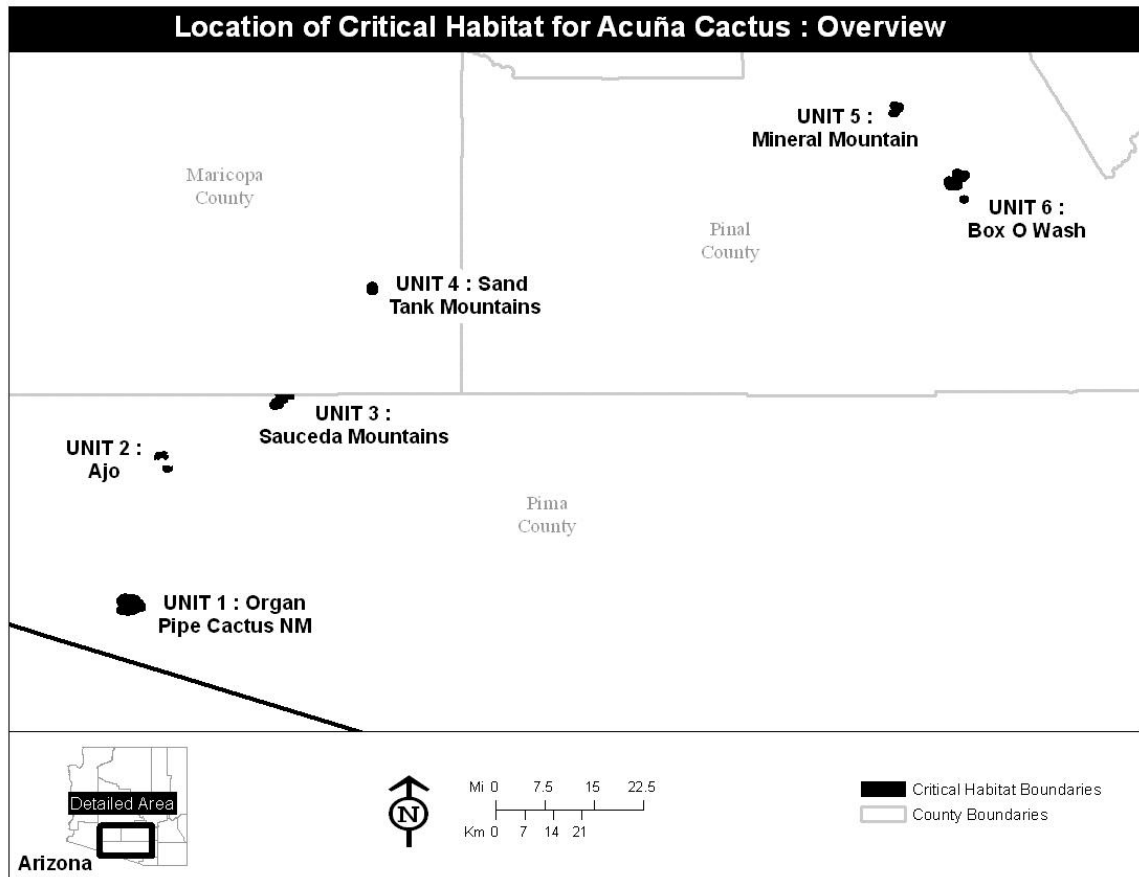 Location of Critical Habitat for Acuña Cactus : Overview
UNIT 5 :
Mineral Mountain
Maricopa
County
UNIT 6 :
Box O Wash
Pinal
County
UNIT 4 : Sand
Tank Mountains
UNIT 3 :
Sauceda Mountains
UNIT 2 :
Ajo
Pima
County
UNIT 1 : Organ
Pipe Cactus NM
Detailed Area
Arizona
N
Mi 0 7.5 15 22.5
Km 0 7 14 21
Critical Habitat Boundaries
County Boundaries